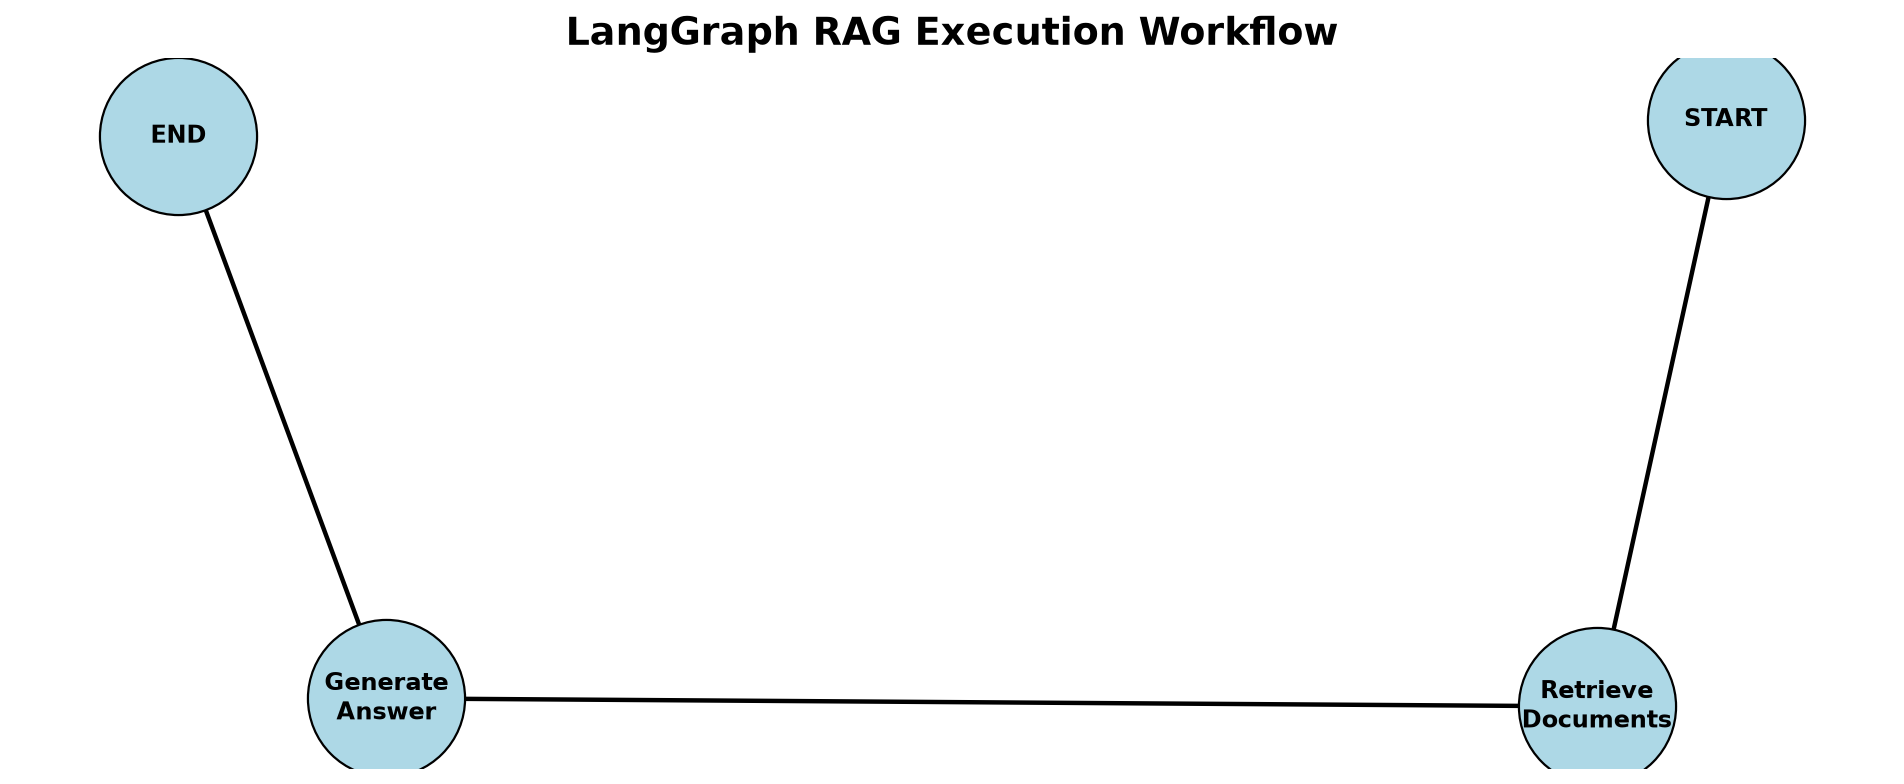 LangGraph RAG Execution Workflow
END
START
Generate
Answer
Retrieve
Documents